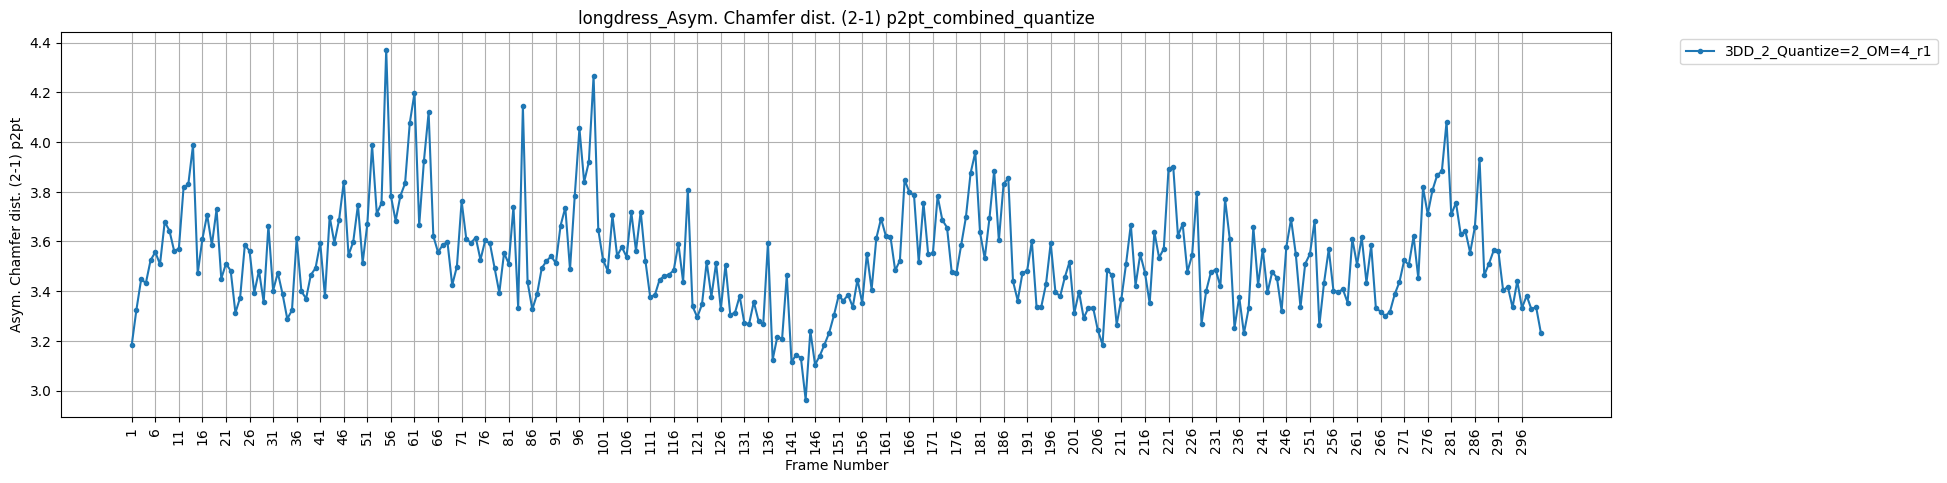 longdress_Asym. Chamfer dist. (2-1) p2pt_combined_quantize
Asym. Chamfer dist. (2-1) p2pt
4.4
4.2
4.0
3.8
3.6
3.4
3.2
3.0
3DD_2_Quantize=2_OM=4_r1
1 6 11 16 21 26 31 36 41 46 51 56 61 66 71 76 81 86 91 96 101 106 111 116 121 126 131 136 141 146 151 156 161 166 171 176 181 186 191 196 201 206 211 216 221 226 231 236 241 246 251 256 261 266 271 276 281 286 291 296
Frame Number